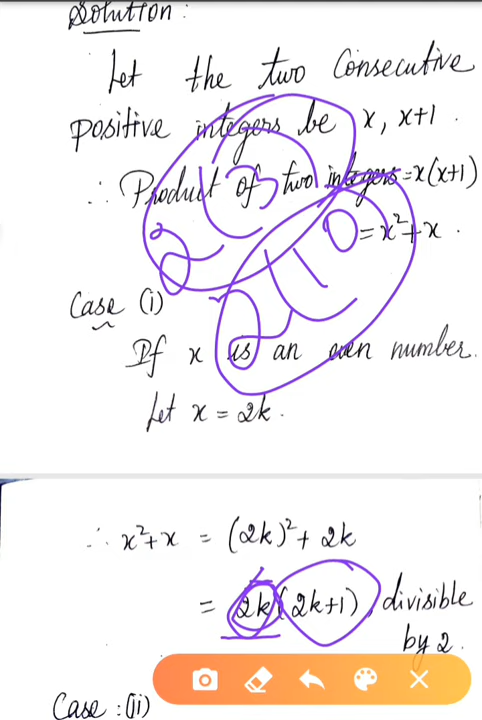 Solution:
Let the two Consecutive
positive integers be x, x+1.
∴ Product of two integers = x(x+1)
= x²+x.
Case (i)
If x is an even number.
Let x = 2k.
∴ x²+x = (2k)²+ 2k
= 2k(2k+1), divisible
by 2.
Case:(ii)